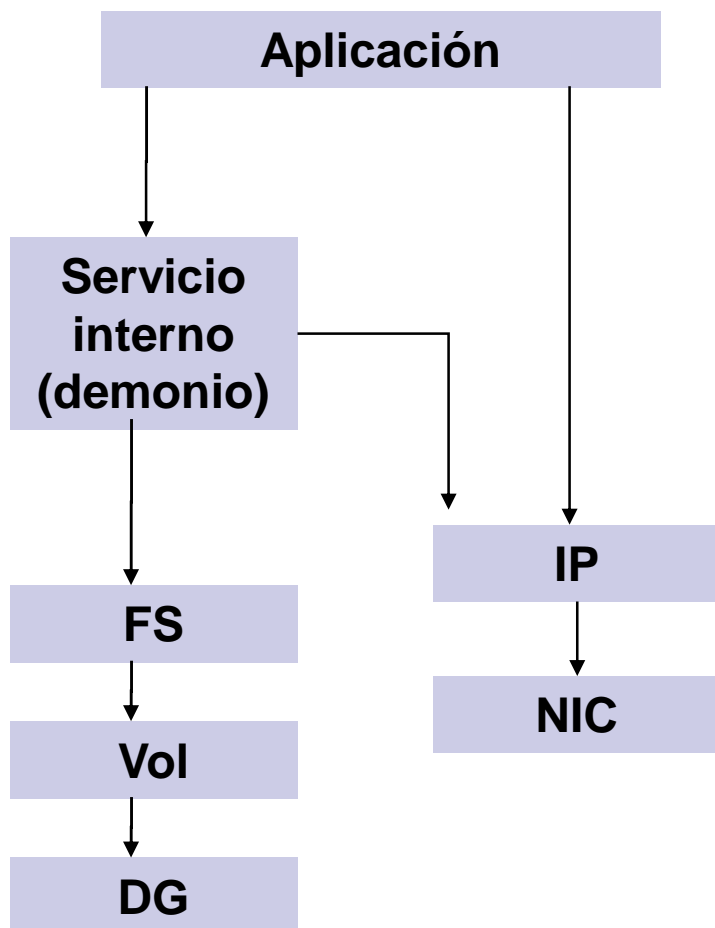 Aplicación
Servicio
interno
(demonio)
IP
FS
NIC
Vol
DG